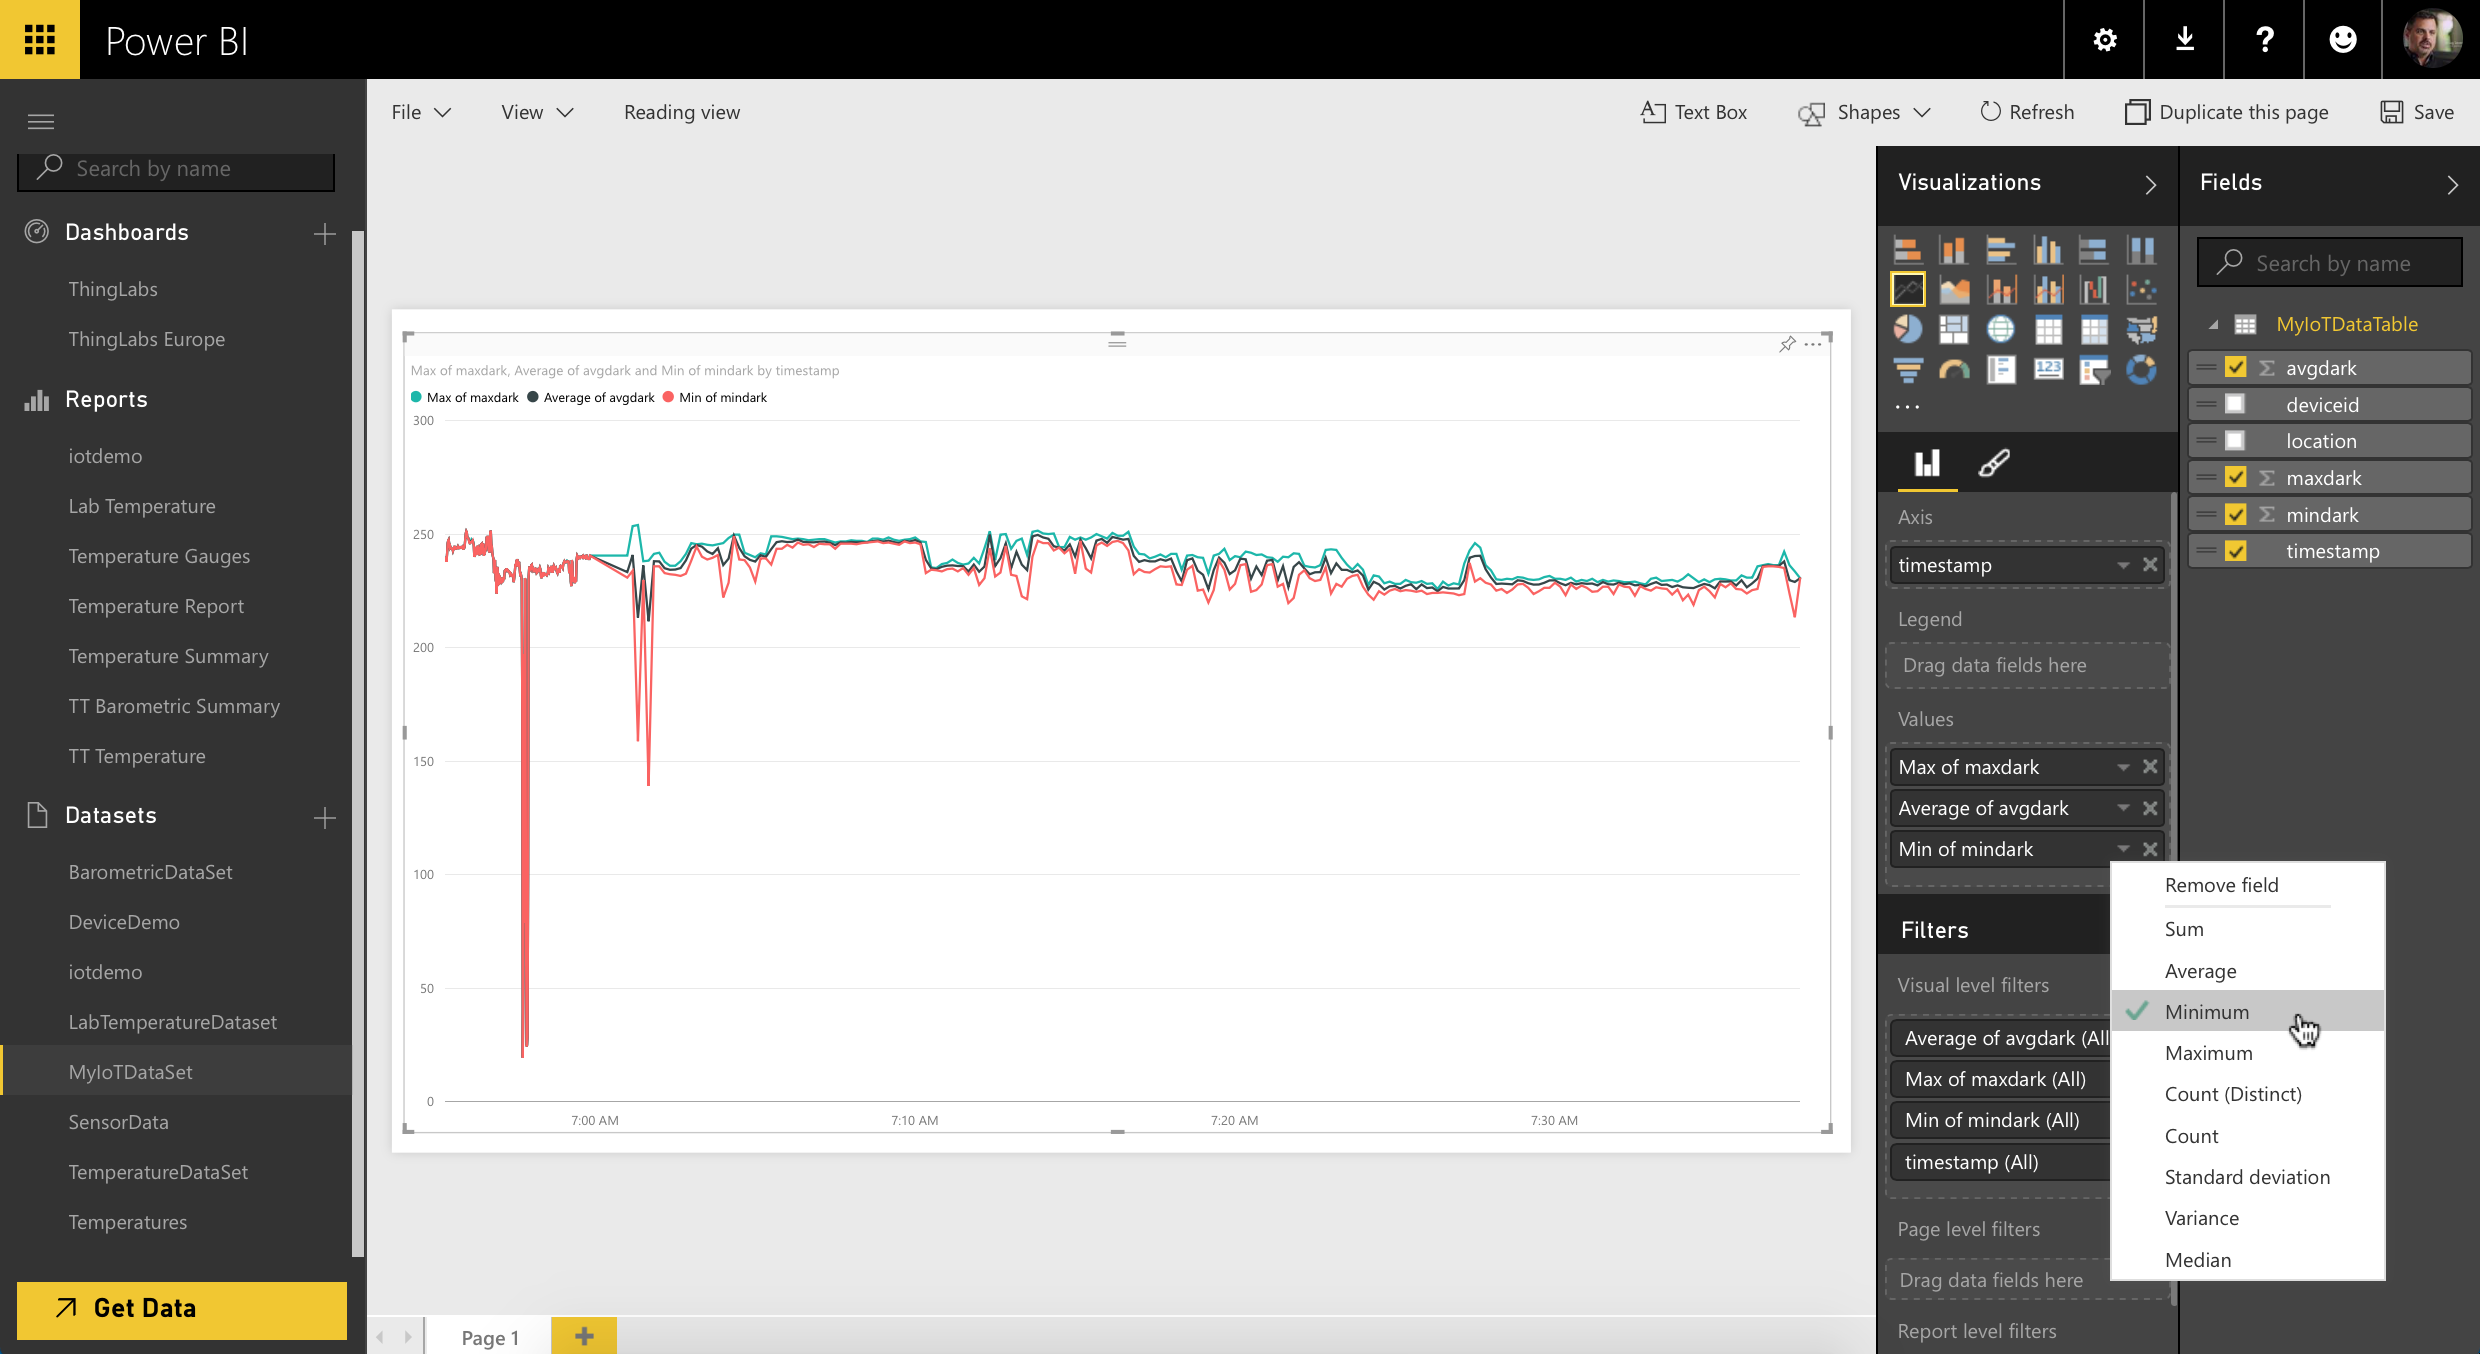 Power BI
File View Reading view
Text Box Shapes Refresh Duplicate this page Save
Search by name
Dashboards
ThingLabs
ThingLabs Europe
Reports
iotdemo
Lab Temperature
Temperature Gauges
Temperature Report
Temperature Summary
TT Barometric Summary
TT Temperature
Datasets
BarometricDataSet
DeviceDemo
iotdemo
LabTemperatureDataset
MyIoTDataSet
SensorData
TemperatureDataSet
Temperatures
Get Data
Max of maxdark, Average of avgdark and Min of mindark by timestamp
Max of maxdark Average of avgdark Min of mindark
300
250
200
150
100
50
0
7:00 AM 7:10 AM 7:20 AM 7:30 AM
Page 1
Visualizations
123
Axis
timestamp
Legend
Drag data fields here
Values
Max of maxdark
Average of avgdark
Min of mindark
Filters
Visual level filters
Average of avgdark (All
Max of maxdark (All)
Min of mindark (All)
timestamp (All)
Page level filters
Drag data fields here
Report level filters
Remove field
Sum
Average
Minimum
Maximum
Count (Distinct)
Count
Standard deviation
Variance
Median
Fields
Search by name
MyIoTDataTable
avgdark
deviceid
location
maxdark
mindark
timestamp